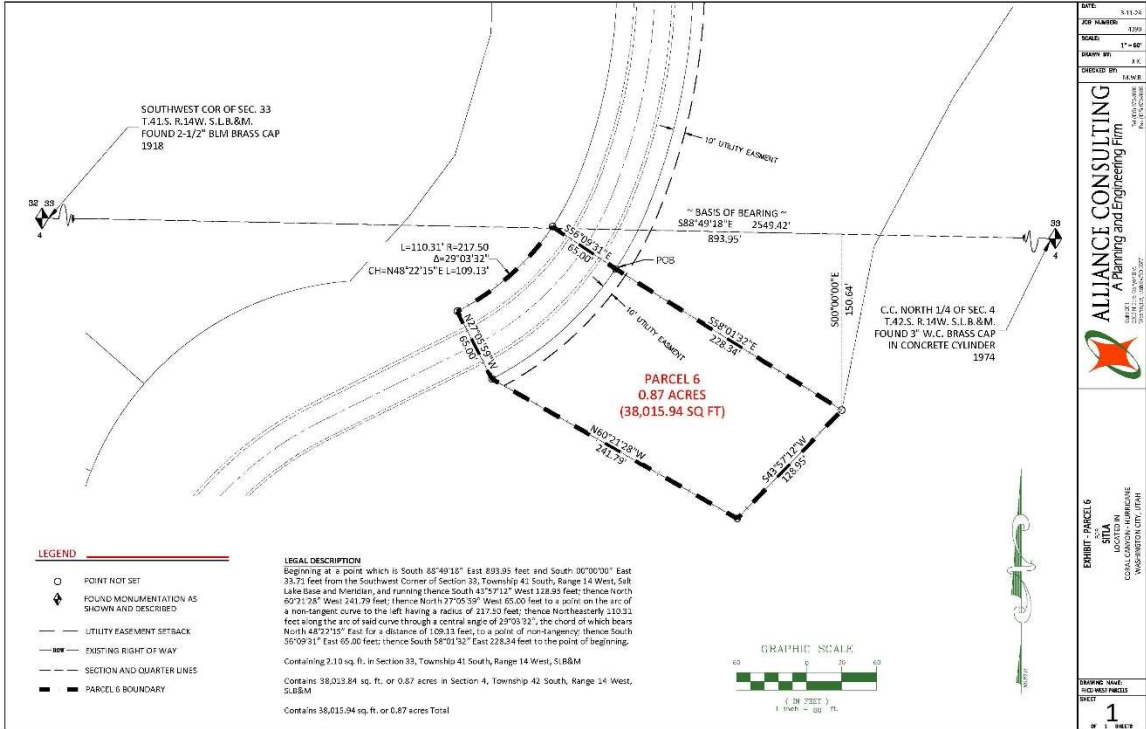 SOUTHWEST COR OF SEC. 33
T.41.S. R.14W. S.L.B.&M.
FOUND 2-1/2" BLM BRASS CAP
1918
32 33
4
10' UTILITY EASMENT
~ BASIS OF BEARING ~
S88°49'18"E 2549.42'
893.95'
33
4
S56°09'31"E
65.00'
POB
L=110.31' R=217.50
Δ=29°03'32"
CH=N48°22'15"E L=109.13'
S00°00'00"E
150.64'
N27°05'59"W
65.00'
10' UTILITY EASMENT
S58°01'32"E
228.34'
C.C. NORTH 1/4 OF SEC. 4
T.42.S. R.14W. S.L.B.&M.
FOUND 3" W.C. BRASS CAP
IN CONCRETE CYLINDER
1974
PARCEL 6
0.87 ACRES
(38,015.94 SQ FT)
N60°21'28"W
241.79'
S43°57'12"W
128.95'
LEGEND
POINT NOT SET
FOUND MONUMENTATION AS
SHOWN AND DESCRIBED
UTILITY EASEMENT SETBACK
ROW EXISTING RIGHT OF WAY
SECTION AND QUARTER LINES
PARCEL 6 BOUNDARY
LEGAL DESCRIPTION
Beginning at a point which is South 88°49'18" East 893.95 feet and South 00°00'00" East
33.71 feet from the Southwest Corner of Section 33, Township 41 South, Range 14 West, Salt
Lake Base and Meridian, and running thence South 43°57'12" West 128.95 feet; thence North
60°21'28" West 241.79 feet; thence North 27°05'59" West 65.00 feet to a point on the arc of
a non-tangent curve to the left having a radius of 217.50 feet; thence Northeasterly 110.31
feet along the arc of said curve through a central angle of 29°03'32", the chord of which bears
North 48°22'15" East for a distance of 109.13 feet, to a point of non-tangency; thence South
56°09'31" East 65.00 feet; thence South 58°01'32" East 228.34 feet to the point of beginning.
Containing 2.10 sq. ft. in Section 33, Township 41 South, Range 14 West, SLB&M
Contains 38,013.84 sq. ft. or 0.87 acres in Section 4, Township 42 South, Range 14 West,
SLB&M
Contains 38,015.94 sq. ft. or 0.87 acres Total
GRAPHIC SCALE
60 0 60
( IN FEET )
1 inch = 60 ft.
DATE:
3-11-24
JOB NUMBER:
SCALE:
1"=60'
DRAWN BY:
CHECKED BY:
M.W.B
ALLIANCE CONSULTING
A Planning and Engineering Firm
EXHIBIT - PARCEL 6
FOR
SITLA
LOCATED IN
CORAL CANYON - HURRICANE
WASHINGTON CITY, UTAH
DRAWING NAME:
SHEET
1
OF 1 SHEETS